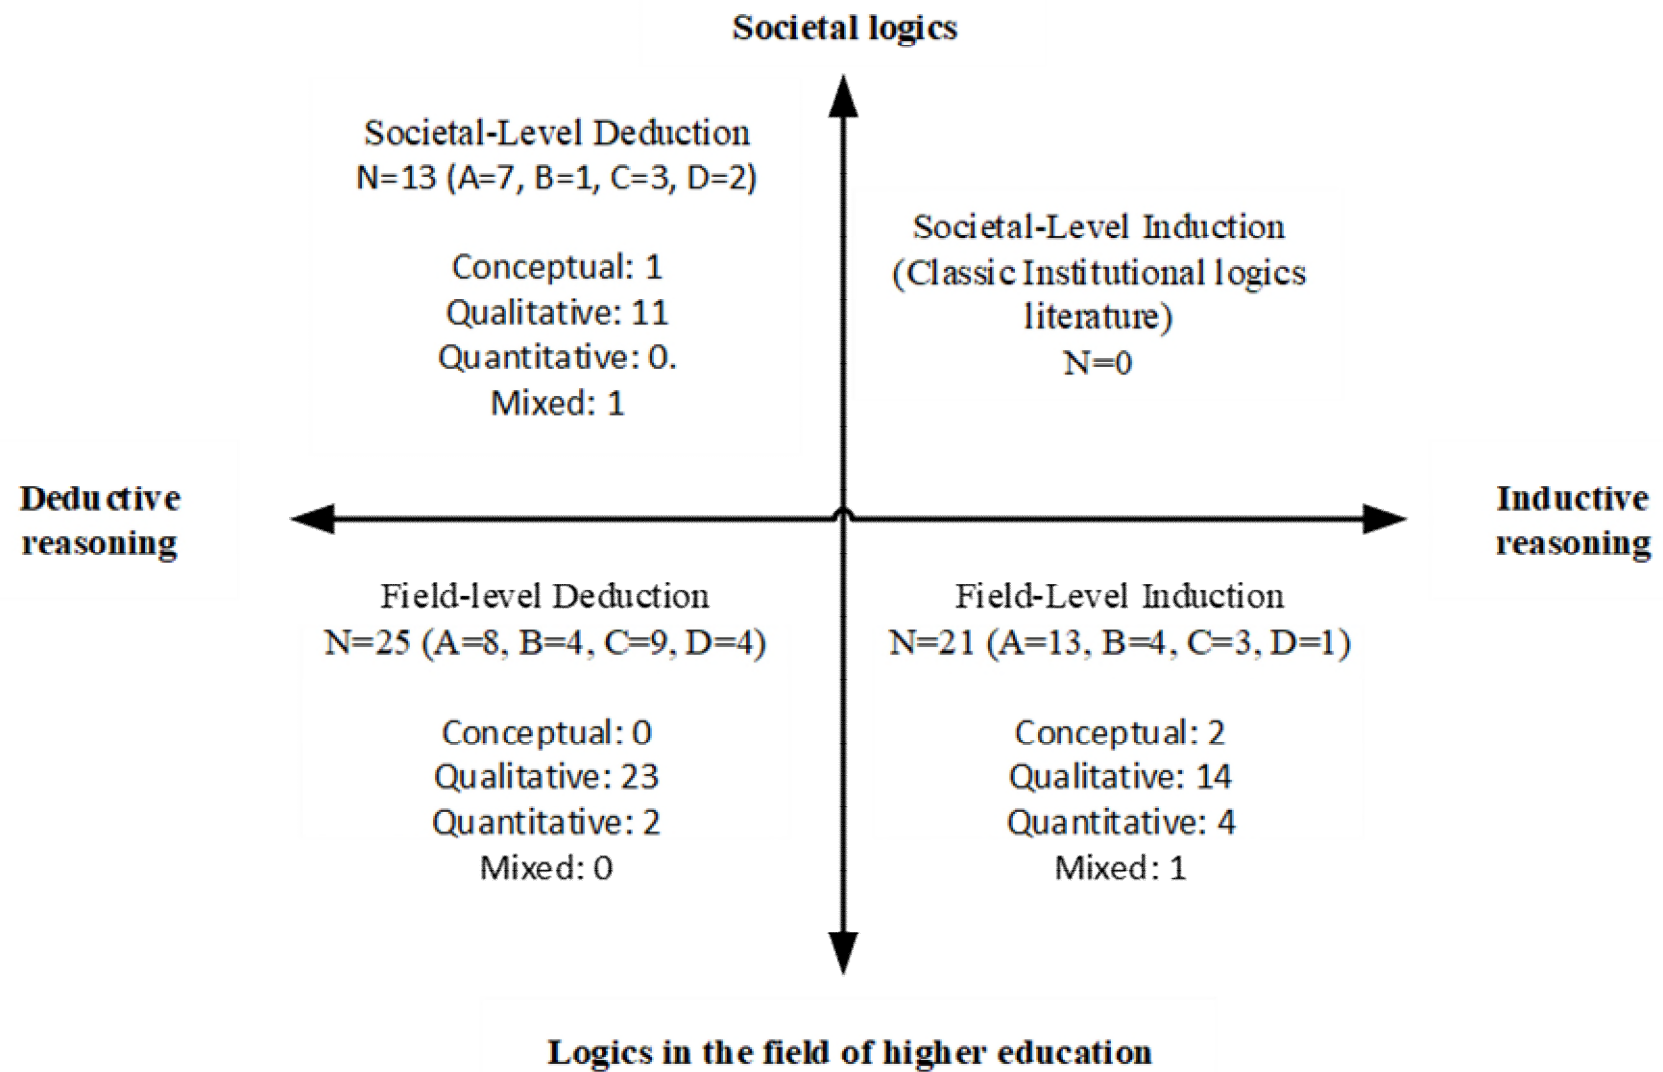 Societal logics
Societal-Level Deduction
N=13 (A=7, B=1, C=3, D=2)
Conceptual: 1
Qualitative: 11
Quantitative: 0.
Mixed: 1
Societal-Level Induction
(Classic Institutional logics
literature)
N=0
Deductive
reasoning
Inductive
reasoning
Field-level Deduction
N=25 (A=8, B=4, C=9, D=4)
Conceptual: 0
Qualitative: 23
Quantitative: 2
Mixed: 0
Field-Level Induction
N=21 (A=13, B=4, C=3, D=1)
Conceptual: 2
Qualitative: 14
Quantitative: 4
Mixed: 1
Logics in the field of higher education